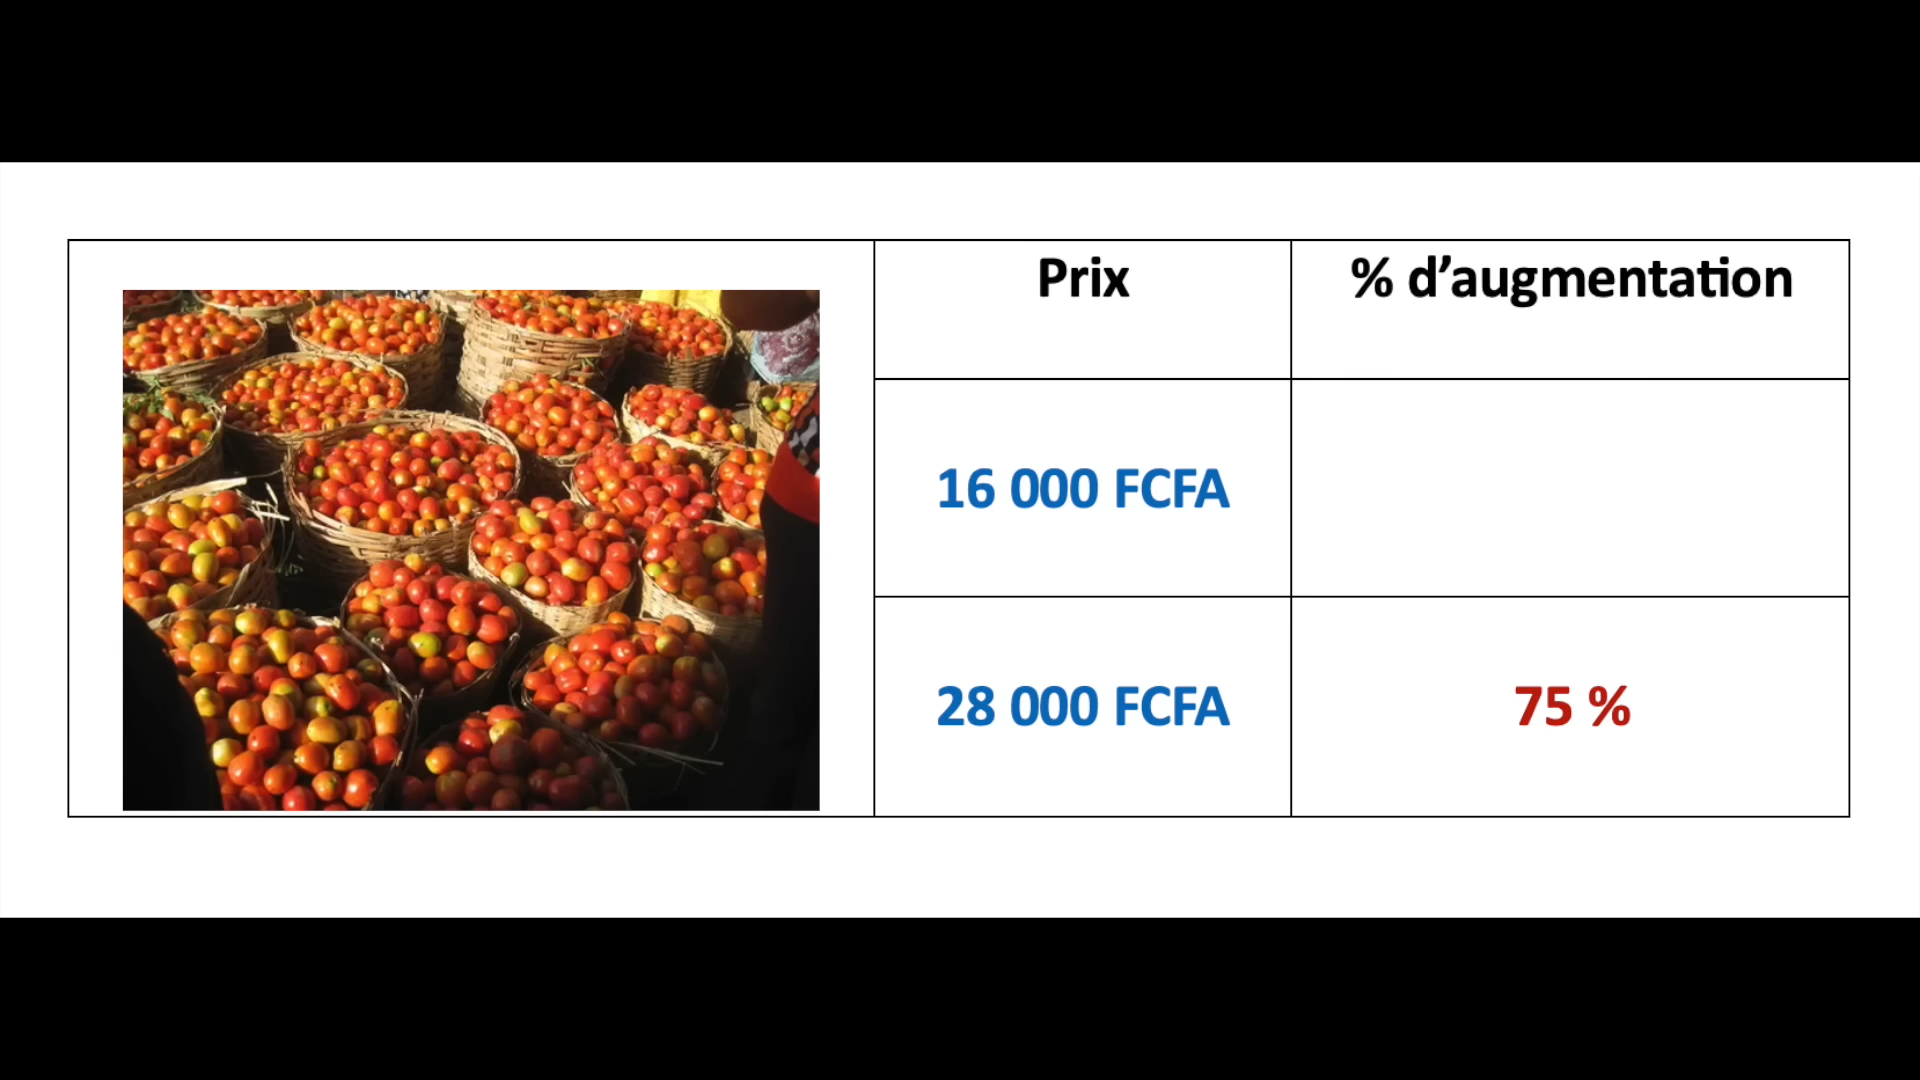 Prix
% d’augmentation
16 000 FCFA
28 000 FCFA
75 %